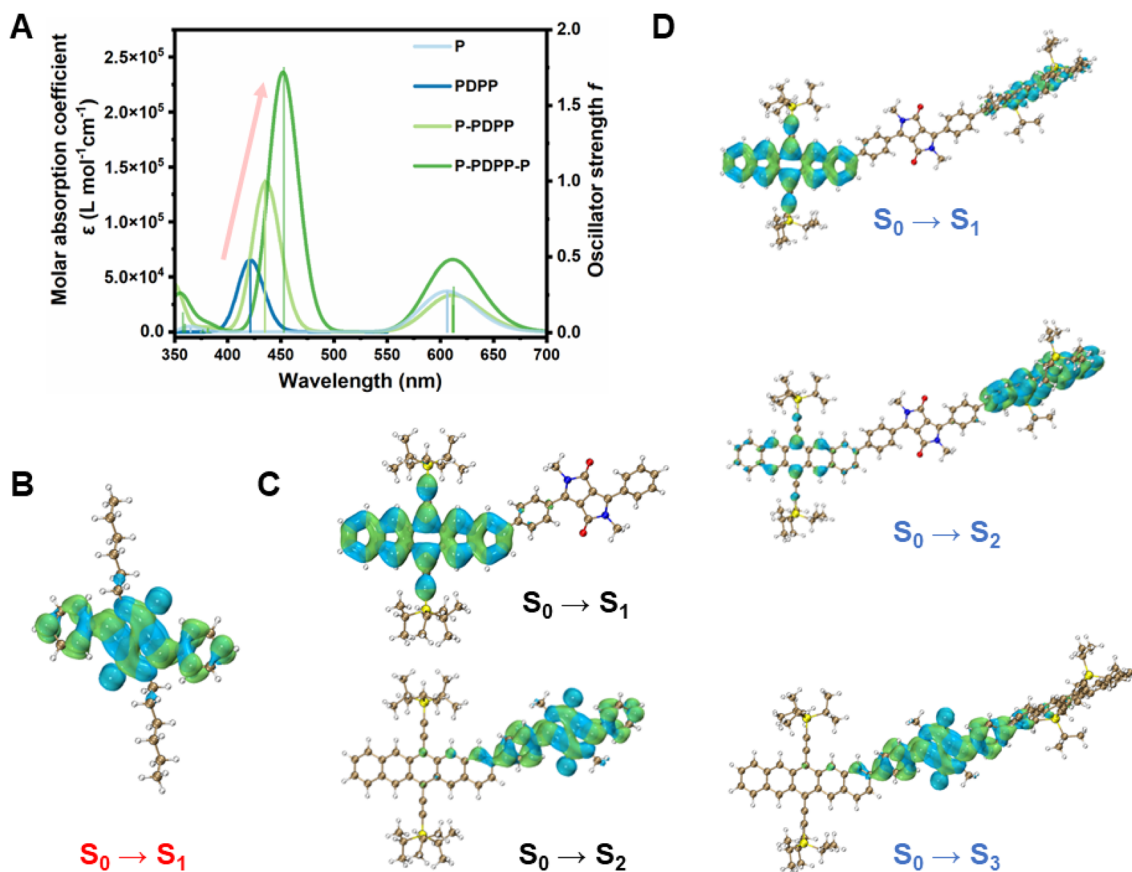 A
Molar absorption coefficient
ε (L mol⁻¹cm⁻¹)
2.5×10⁵
2.0×10⁵
1.5×10⁵
1.0×10⁵
5.0×10⁴
0.0
P
PDPP
P-PDPP
P-PDPP-P
2.0
1.5
1.0
0.5
0.0
Oscillator strength f
350 400 450 500 550 600 650 700
Wavelength (nm)
D
S₀ → S₁
S₀ → S₂
S₀ → S₃
B
S₀ → S₁
C
S₀ → S₁
S₀ → S₂